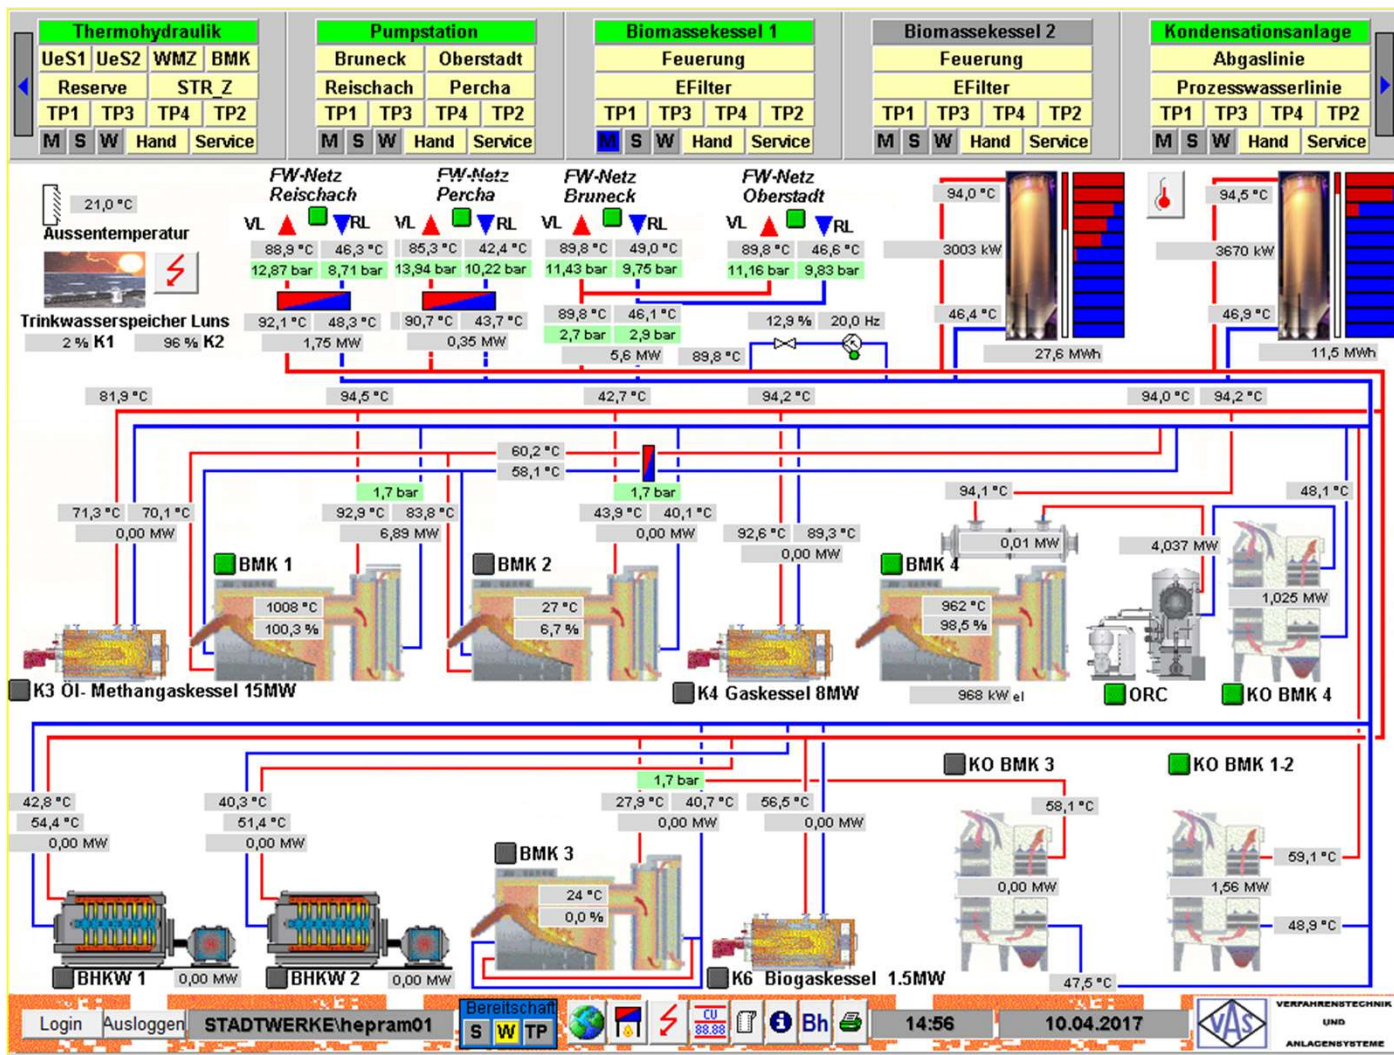 Thermohydraulik Pumpstation Biomassekessel 1 Biomassekessel 2 Kondensationsanlage
UeS1 UeS2 WMZ BMK Bruneck Oberstadt Feuerung Feuerung Abgaslinie
Reserve STR_Z Reischach Percha EFilter EFilter Prozesswasserlinie
TP1 TP3 TP4 TP2 TP1 TP3 TP4 TP2 TP1 TP3 TP4 TP2 TP1 TP3 TP4 TP2 TP1 TP3 TP4 TP2
M S W Hand Service M S W Hand Service M S W Hand Service M S W Hand Service M S W Hand Service
FW-Netz Reischach FW-Netz Percha FW-Netz Bruneck FW-Netz Oberstadt
94,0 °C 94,5 °C
21,0 °C
Aussentemperatur
VL RL VL RL VL RL VL RL
88,9 °C 46,3 °C 85,3 °C 42,4 °C 89,8 °C 49,0 °C 89,8 °C 46,6 °C 3003 kW 3670 kW
12,87 bar 8,71 bar 13,94 bar 10,22 bar 11,43 bar 9,75 bar 11,16 bar 9,83 bar
Trinkwasserspeicher Luns
92,1 °C 48,3 °C 90,7 °C 43,7 °C 89,8 °C 46,1 °C 12,9 % 20,0 Hz 46,4 °C 46,9 °C
2 % K1 96 % K2 1,75 MW 0,35 MW 2,7 bar 2,9 bar
5,6 MW 89,8 °C 27,6 MWh 11,5 MWh
81,9 °C 94,5 °C 42,7 °C 94,2 °C 94,0 °C 94,2 °C
60,2 °C
58,1 °C
1,7 bar 1,7 bar 94,1 °C 48,1 °C
71,3 °C 70,1 °C 92,9 °C 83,8 °C 43,9 °C 40,1 °C
0,00 MW 6,89 MW 0,00 MW 92,6 °C 89,3 °C 0,01 MW 4,037 MW
0,00 MW
BMK 1 BMK 2 BMK 4
1008 °C 27 °C 962 °C 1,025 MW
100,3 % 6,7 % 98,5 %
K3 Öl- Methangaskessel 15MW K4 Gaskessel 8MW 968 kW el ORC KO BMK 4
KO BMK 3 KO BMK 1-2
1,7 bar
42,8 °C 40,3 °C 27,9 °C 40,7 °C 56,5 °C 58,1 °C
54,4 °C 51,4 °C 0,00 MW 0,00 MW
0,00 MW 0,00 MW
BMK 3 59,1 °C
24 °C 0,00 MW 1,56 MW
0,0 %
48,9 °C
BHKW 1 0,00 MW BHKW 2 0,00 MW K6 Biogaskessel 1.5MW 47,5 °C
Bereitschaft
Login Ausloggen STADTWERKE\hepram01 S W TP CU 88.88 Bh 14:56 10.04.2017 VAS
VERFAHRENSTECHNIK
UND
ANLAGENSYSTEME